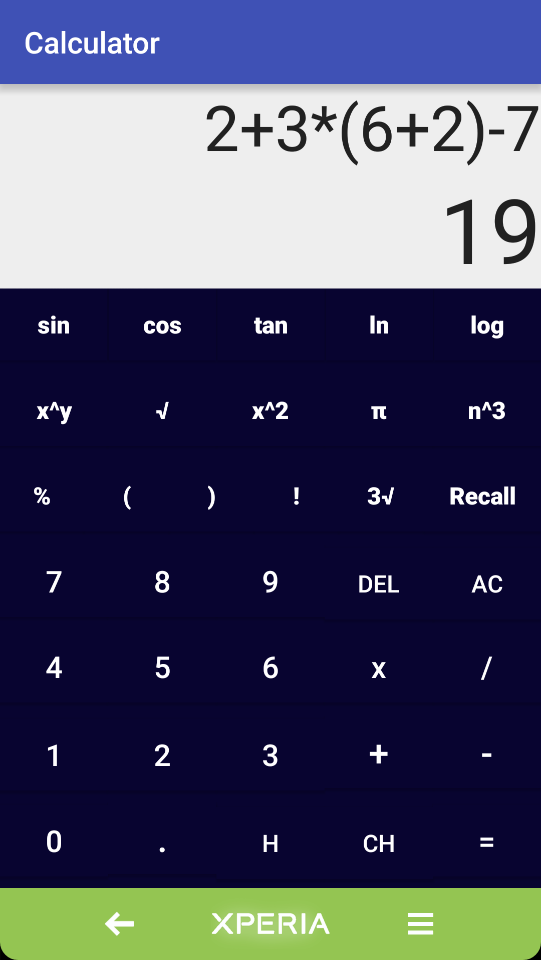 Calculator
2+3*(6+2)-7
19
sin cos tan ln log
x^y √ x^2 π n^3
% ( ) ! 3√ Recall
7 8 9 DEL AC
4 5 6 x /
1 2 3 + -
0 . H CH =
XPERIA